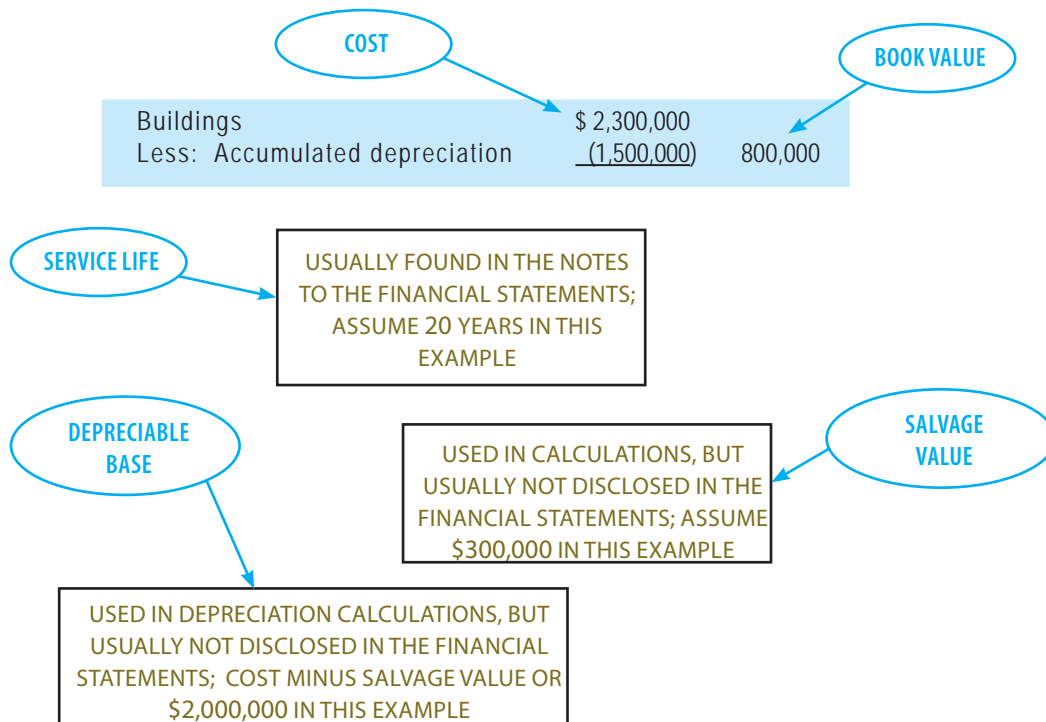 COST
BOOK VALUE
Buildings $ 2,300,000
Less: Accumulated depreciation (1,500,000) 800,000
SERVICE LIFE
USUALLY FOUND IN THE NOTES
TO THE FINANCIAL STATEMENTS;
ASSUME 20 YEARS IN THIS
EXAMPLE
DEPRECIABLE
BASE
USED IN CALCULATIONS, BUT
USUALLY NOT DISCLOSED IN THE
FINANCIAL STATEMENTS; ASSUME
$300,000 IN THIS EXAMPLE
SALVAGE
VALUE
USED IN DEPRECIATION CALCULATIONS, BUT
USUALLY NOT DISCLOSED IN THE FINANCIAL
STATEMENTS; COST MINUS SALVAGE VALUE OR
$2,000,000 IN THIS EXAMPLE